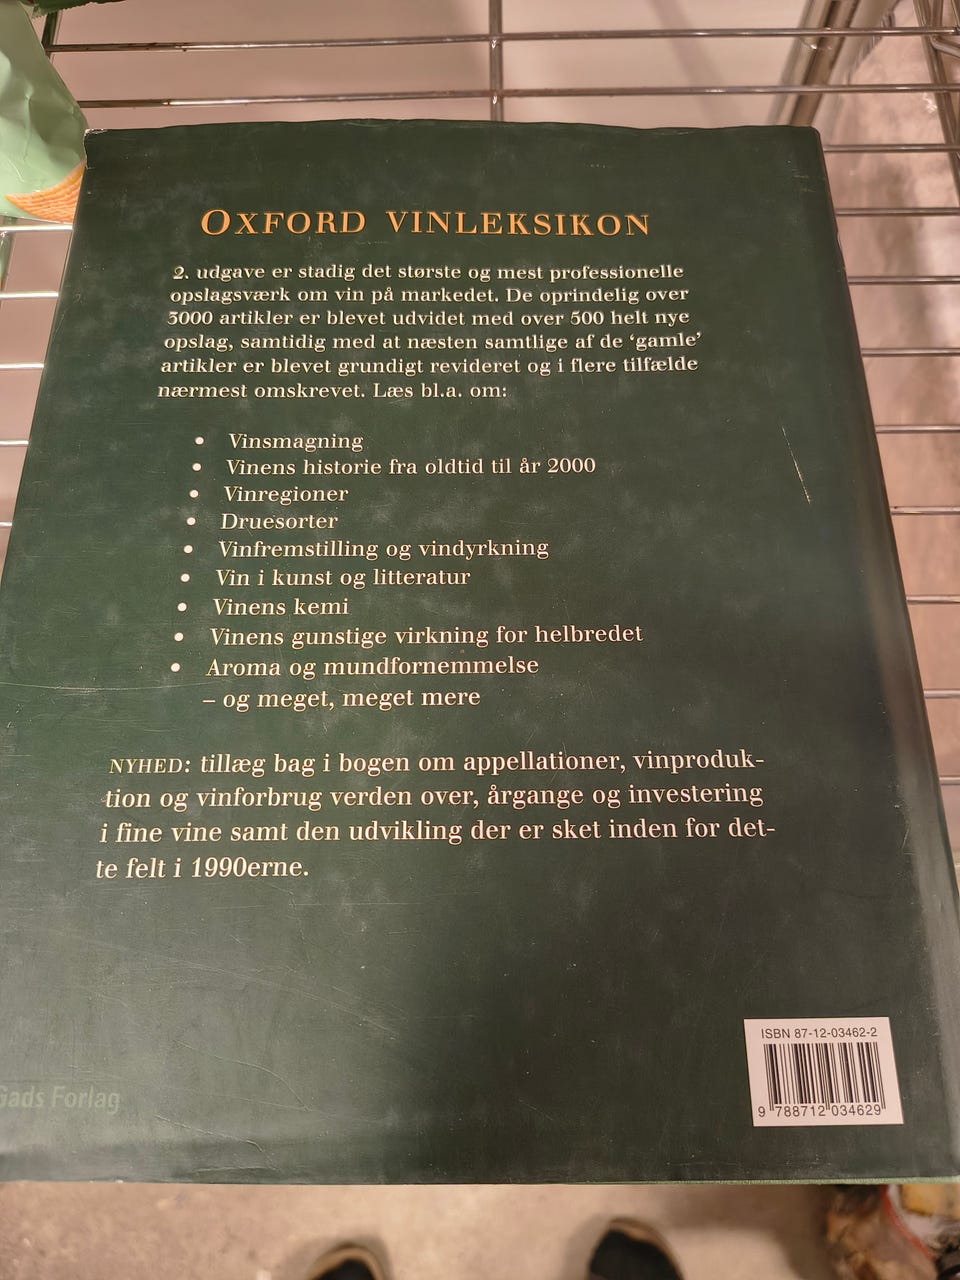 OXFORD VINLEKSIKON
2. udgave er stadig det største og mest professionelle
opslagsværk om vin på markedet. De oprindelig over
3000 artikler er blevet udvidet med over 500 helt nye
opslag, samtidig med at næsten samtlige af de ‘gamle’
artikler er blevet grundigt revideret og i flere tilfælde
nærmest omskrevet. Læs bl.a. om:
• Vinsmagning
• Vinens historie fra oldtid til år 2000
• Vinregioner
• Druesorter
• Vinfremstilling og vindyrkning
• Vin i kunst og litteratur
• Vinens kemi
• Vinens gunstige virkning for helbredet
• Aroma og mundfornemmelse
– og meget, meget mere
NYHED: tillæg bag i bogen om appellationer, vinproduk-
tion og vinforbrug verden over, årgange og investering
i fine vine samt den udvikling der er sket inden for det-
te felt i 1990erne.
Gads Forlag
ISBN 87-12-03462-2
9 788712 034629